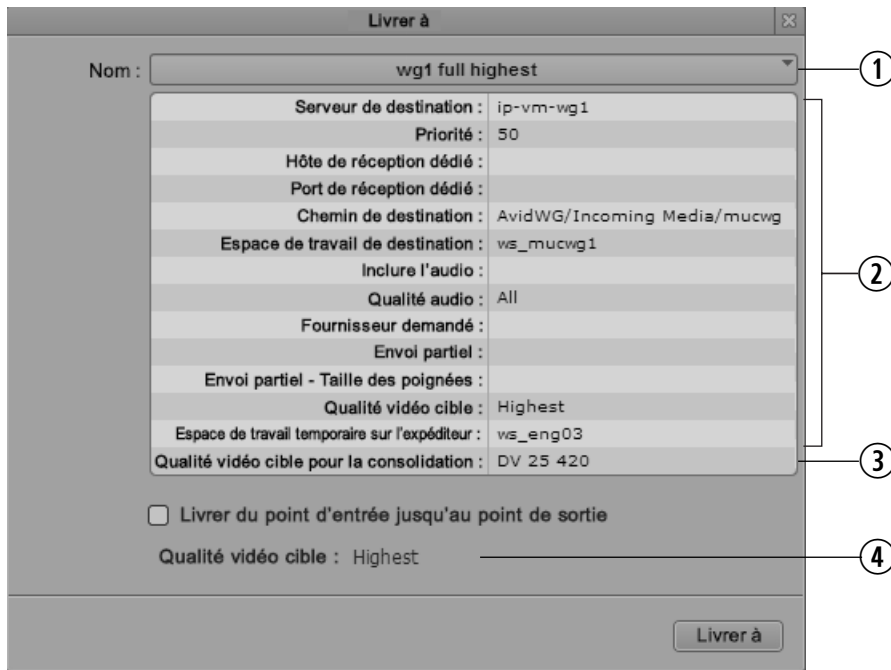 Livrer à
Nom : wg1 full highest 1
Serveur de destination : ip-vm-wg1
Priorité : 50
Hôte de réception dédié :
Port de réception dédié :
Chemin de destination : AvidWG/Incoming Media/mucwg
Espace de travail de destination : ws_mucwg1
Inclure l'audio : 2
Qualité audio : All
Fournisseur demandé :
Envoi partiel :
Envoi partiel - Taille des poignées :
Qualité vidéo cible : Highest
Espace de travail temporaire sur l'expéditeur : ws_eng03
Qualité vidéo cible pour la consolidation : DV 25 420 3
Livrer du point d'entrée jusqu'au point de sortie
Qualité vidéo cible : Highest 4
Livrer à